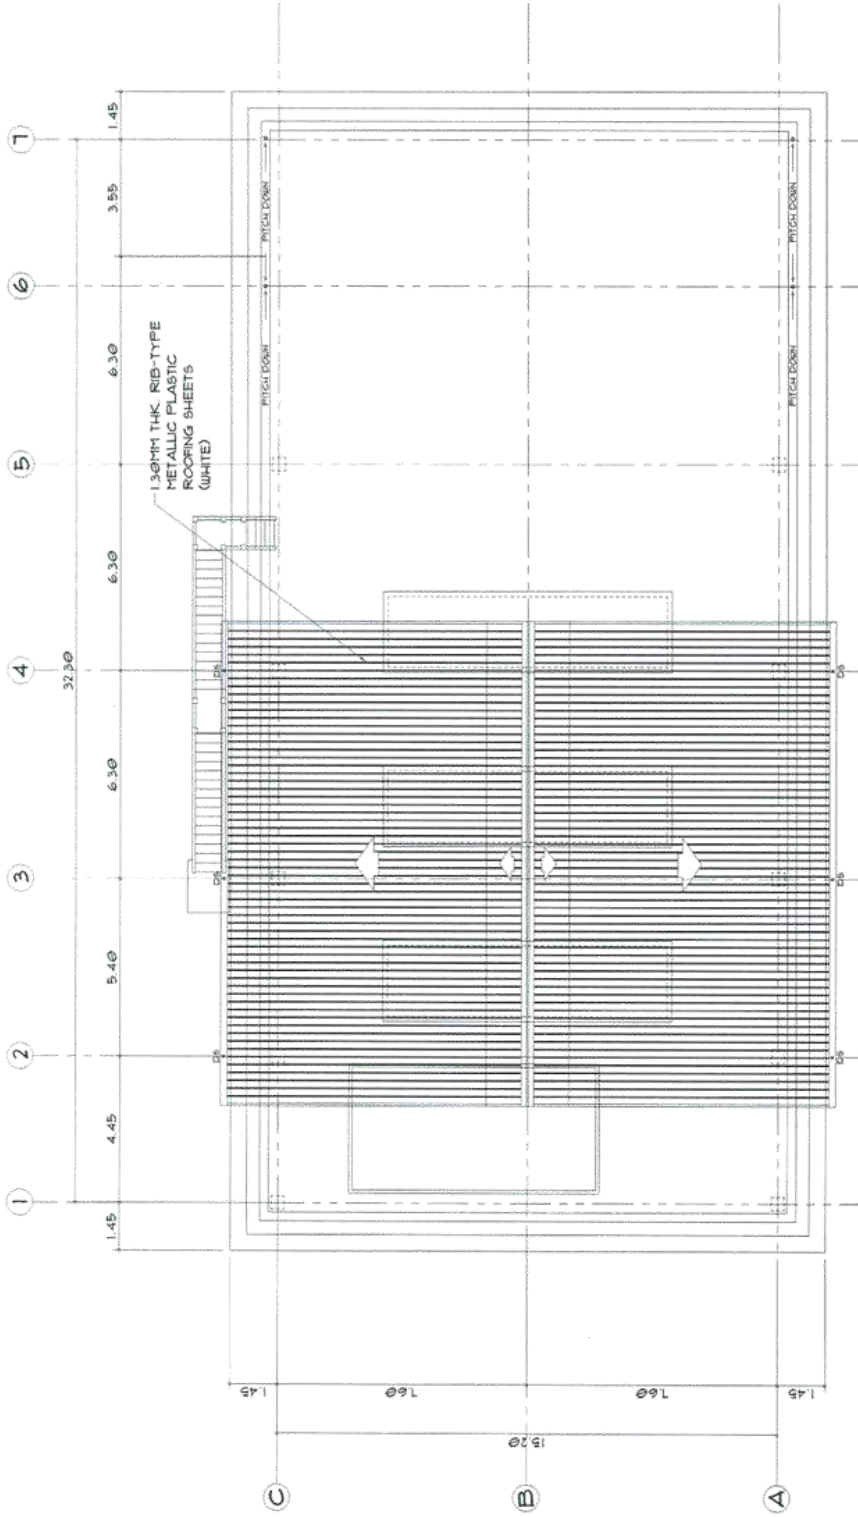 1
2
3
4
5
6
7
32.30
1.45
4.45
5.40
6.30
6.30
6.30
3.55
1.45
1.30MM THK. RIB-TYPE
METALLIC PLASTIC
ROOFING SHEETS
(WHITE)
PITCH DOWN
PITCH DOWN
DS
DS
DS
PITCH DOWN
PITCH DOWN
DS
DS
DS
1.45
7.60
7.60
1.45
15.20
C
B
A